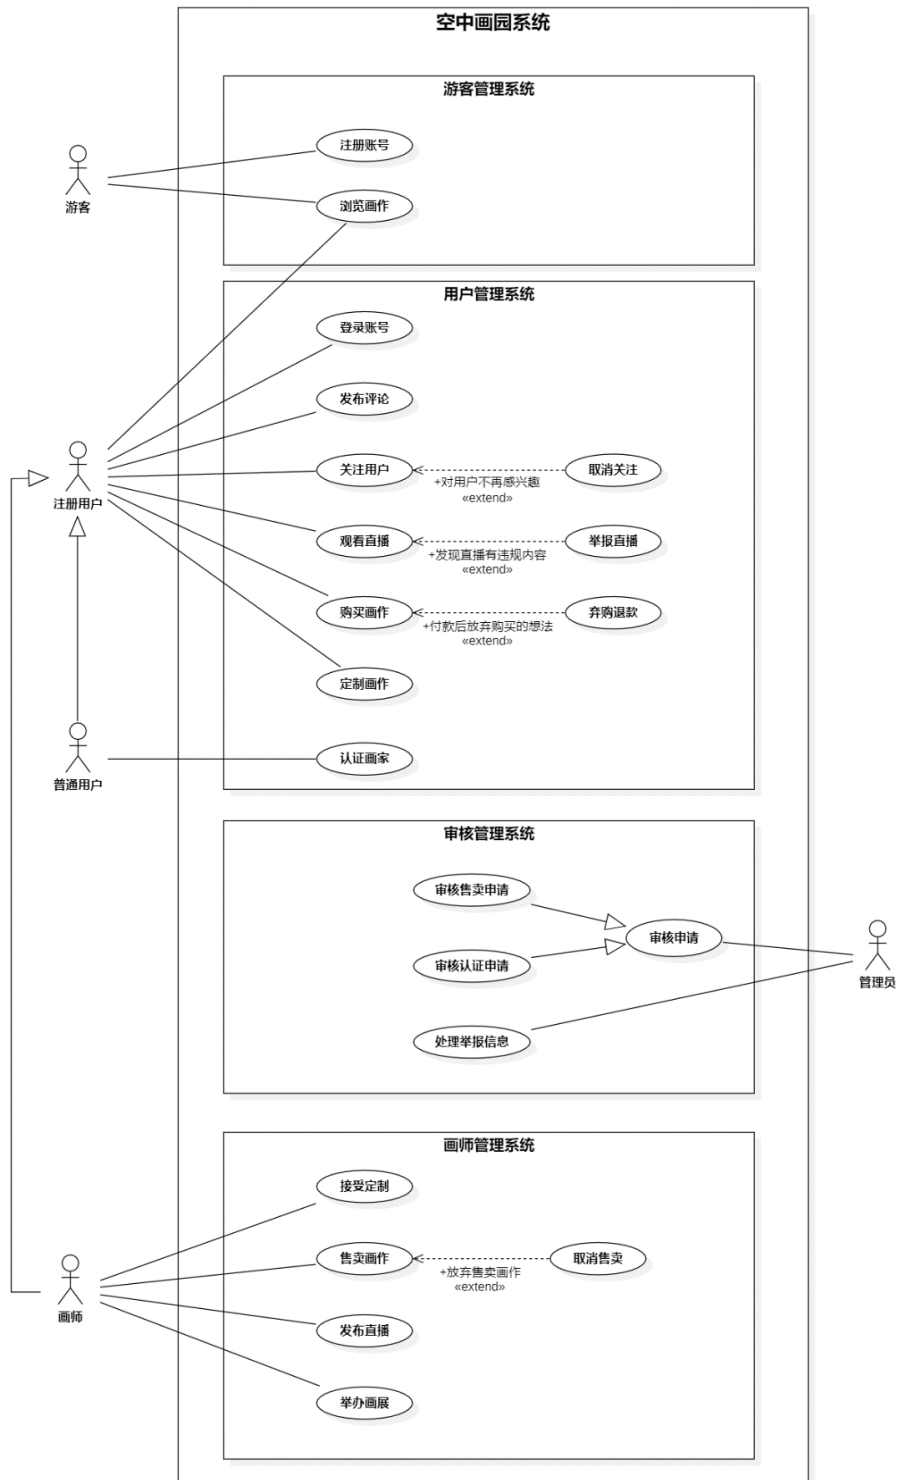 空中画园系统
游客管理系统
注册账号
浏览画作
游客
用户管理系统
登录账号
发布评论
关注用户
取消关注
+对用户不再感兴趣
«extend»
注册用户
观看直播
举报直播
+发现直播有违规内容
«extend»
购买画作
弃购退款
+付款后放弃购买的想法
«extend»
定制画作
认证画家
普通用户
审核管理系统
审核售卖申请
审核申请
审核认证申请
管理员
处理举报信息
画师管理系统
接受定制
售卖画作
取消售卖
+放弃售卖画作
«extend»
画师
发布直播
举办画展